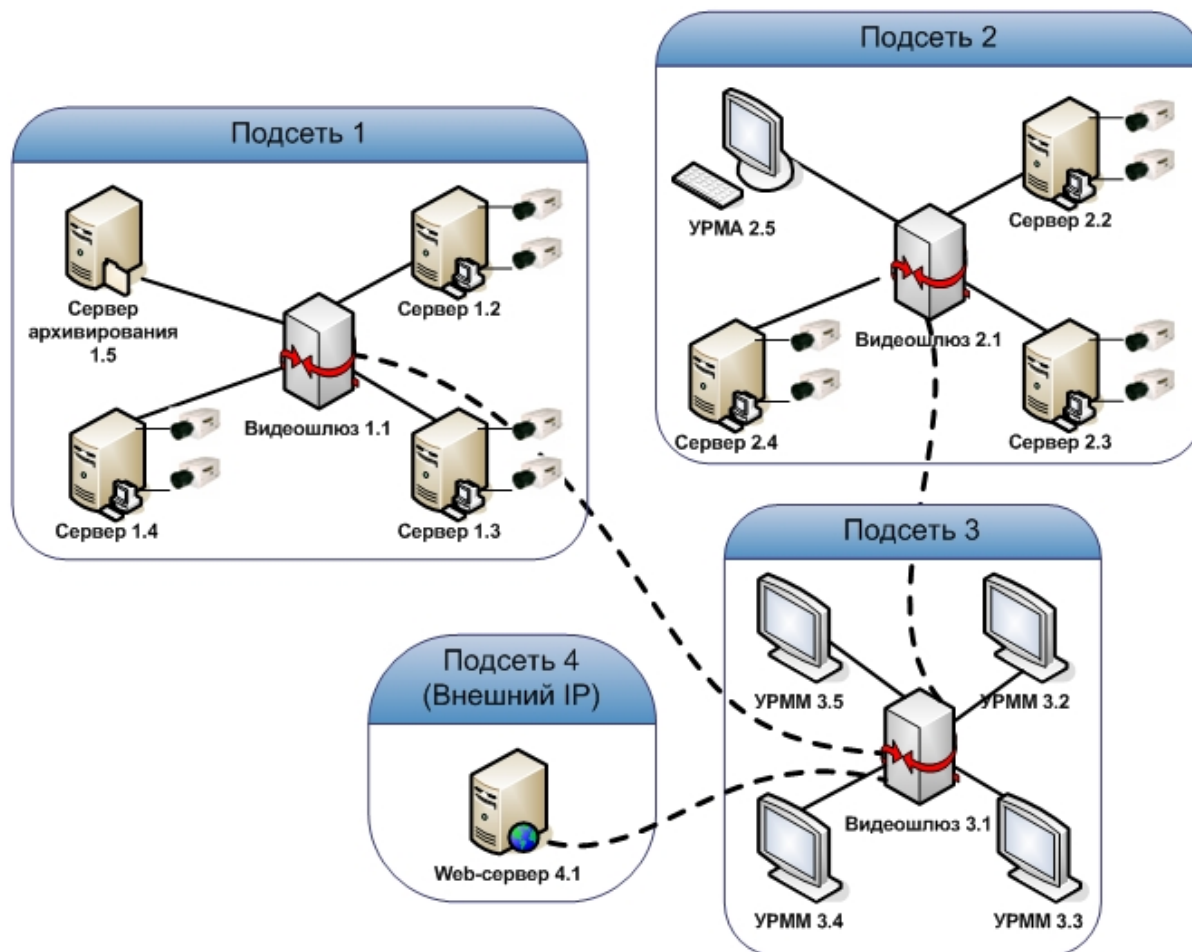 Подсеть 1
Сервер
архивирования
1.5
Сервер 1.2
Видеошлюз 1.1
Сервер 1.4
Сервер 1.3
Подсеть 2
УРМА 2.5
Сервер 2.2
Видеошлюз 2.1
Сервер 2.4
Сервер 2.3
Подсеть 3
УРММ 3.5
УРММ 3.2
Видеошлюз 3.1
УРММ 3.4
УРММ 3.3
Подсеть 4
(Внешний IP)
Web-сервер 4.1